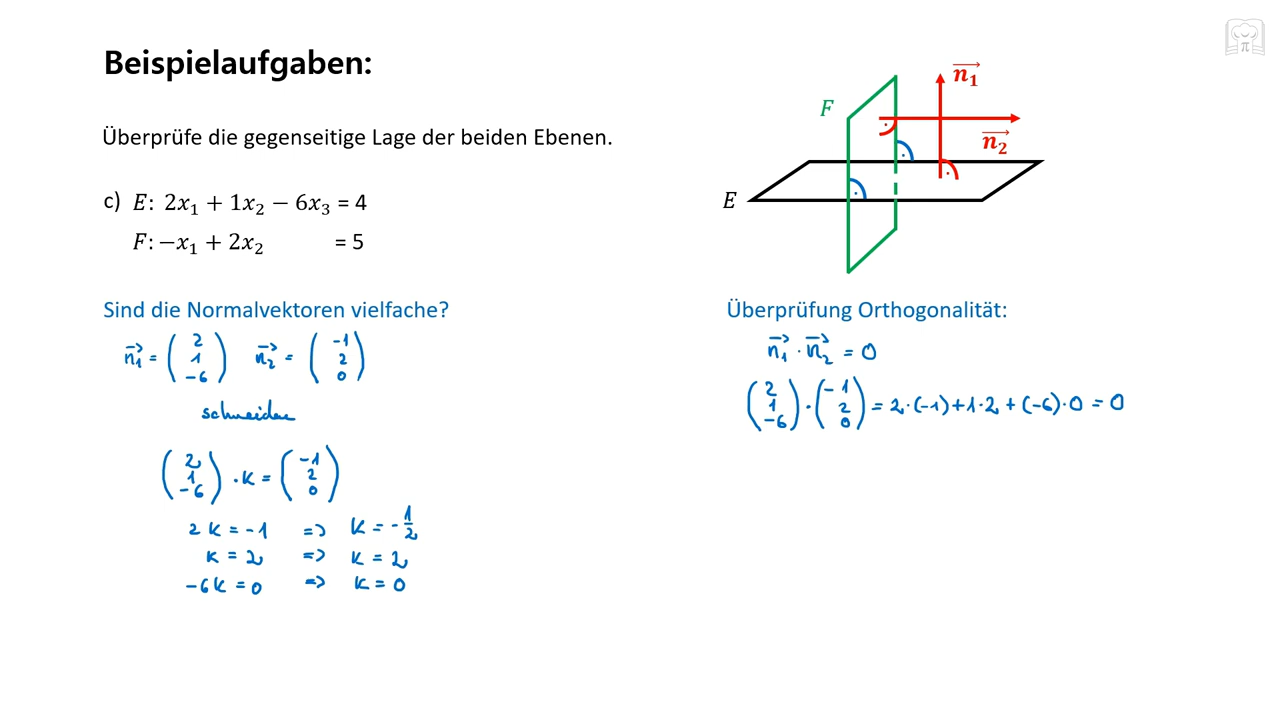 Beispielaufgaben:
Überprüfe die gegenseitige Lage der beiden Ebenen.
c) E: 2x₁ + 1x₂ − 6x₃ = 4
F: −x₁ + 2x₂ = 5
Sind die Normalvektoren vielfache?
n₁⃗ = (2 1 -6) n₂⃗ = (-1 2 0)
schneiden
(2 1 -6) · k = (-1 2 0)
2k = -1 => k = -1/2
k = 2 => k = 2
-6k = 0 => k = 0
F
n₁⃗
n₂⃗
E
Überprüfung Orthogonalität:
n₁⃗ · n₂⃗ = 0
(2 1 -6) · (-1 2 0) = 2·(-1)+1·2+(-6)·0 = 0
π